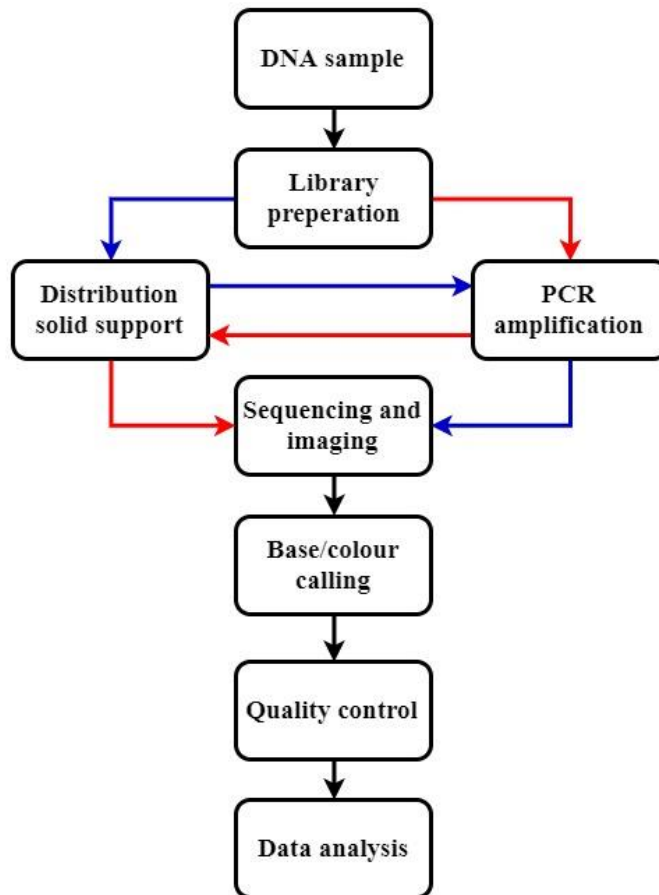 DNA sample
Library
preperation
Distribution
solid support
PCR
amplification
Sequencing and
imaging
Base/colour
calling
Quality control
Data analysis